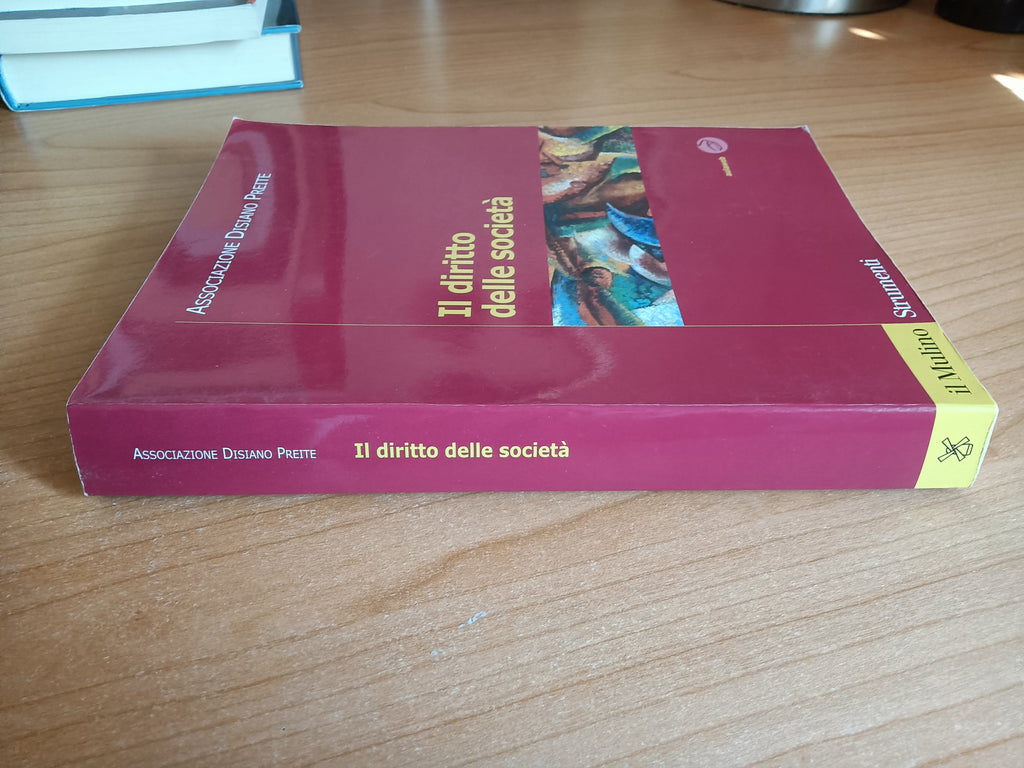 ASSOCIAZIONE DISIANO PREITE
Il diritto
delle società
Strumenti
il Mulino
ASSOCIAZIONE DISIANO PREITE
Il diritto delle società